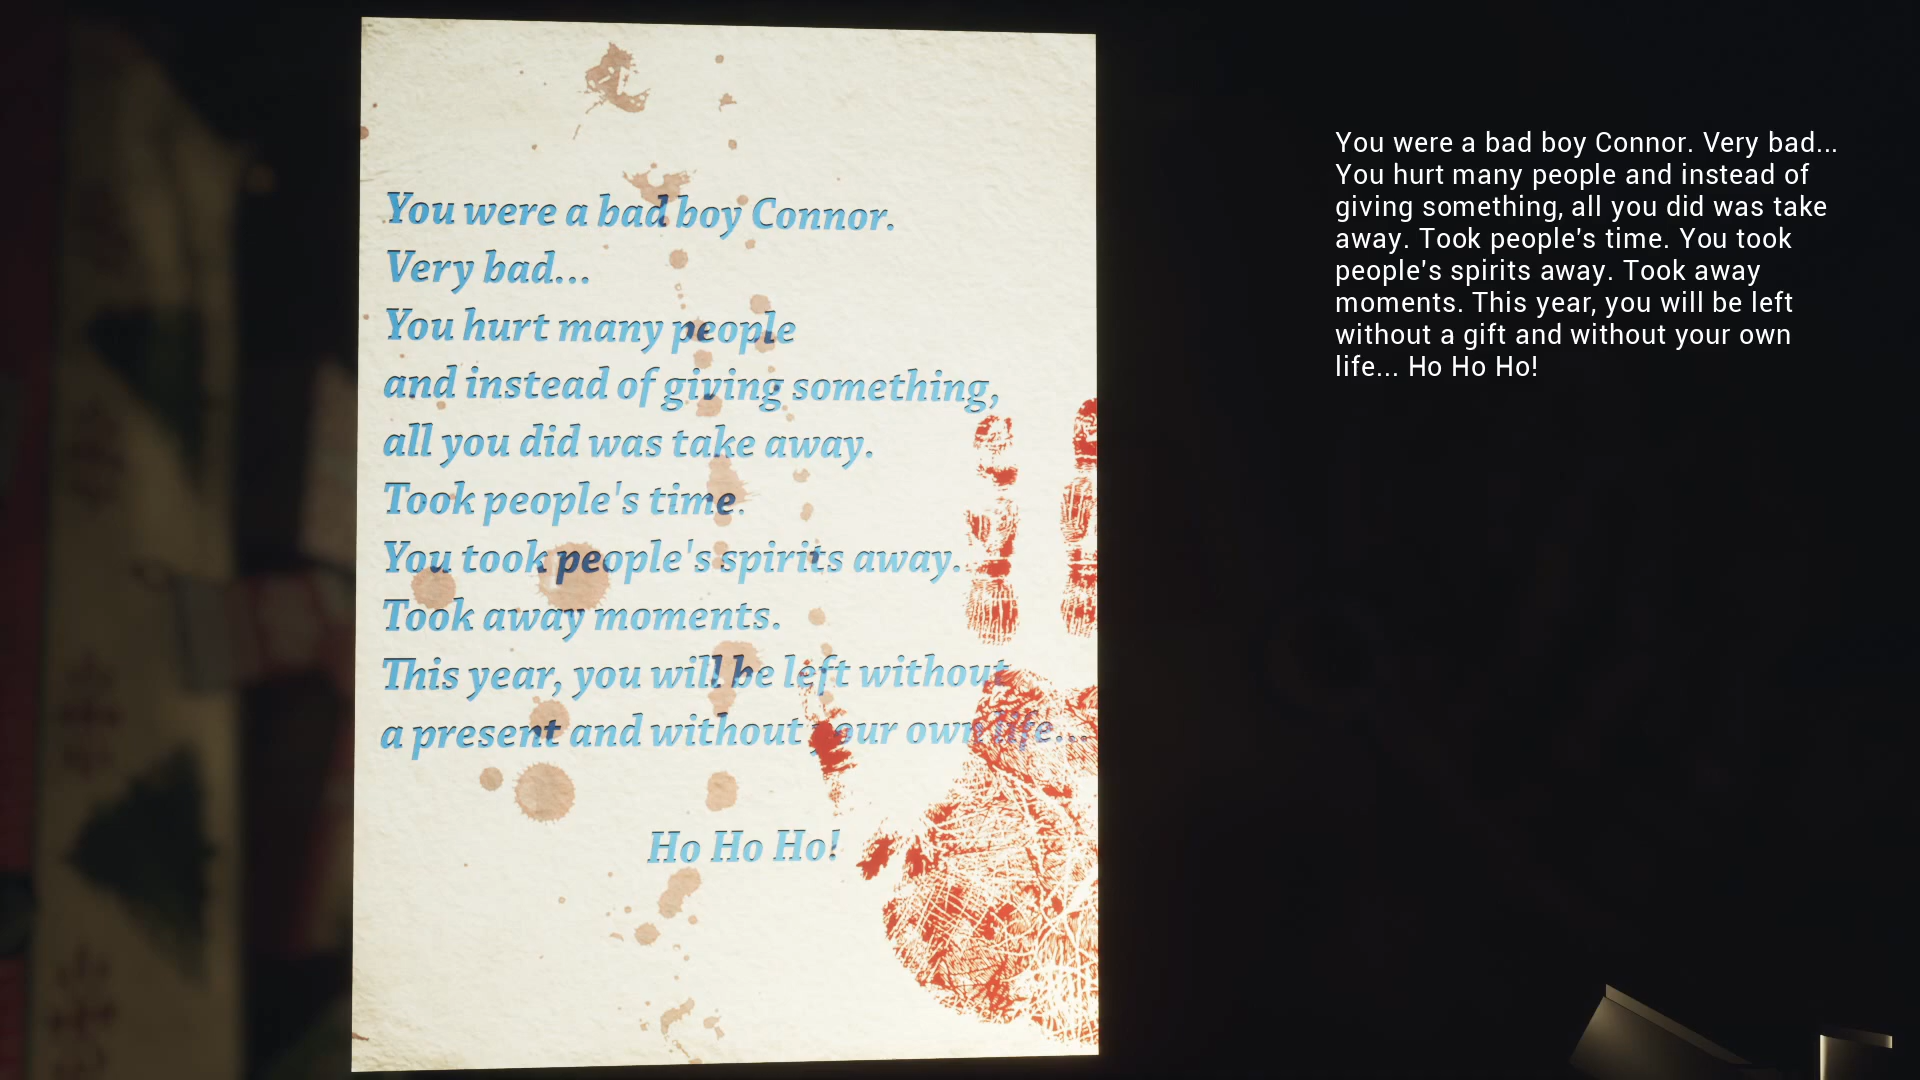 You were a bad boy Connor.
Very bad...
You hurt many people
and instead of giving something,
all you did was take away.
Took people's time.
You took people's spirits away.
Took away moments.
This year, you will be left without
a present and without your own life...
Ho Ho Ho!
You were a bad boy Connor. Very bad...
You hurt many people and instead of
giving something, all you did was take
away. Took people's time. You took
people's spirits away. Took away
moments. This year, you will be left
without a gift and without your own
life... Ho Ho Ho!